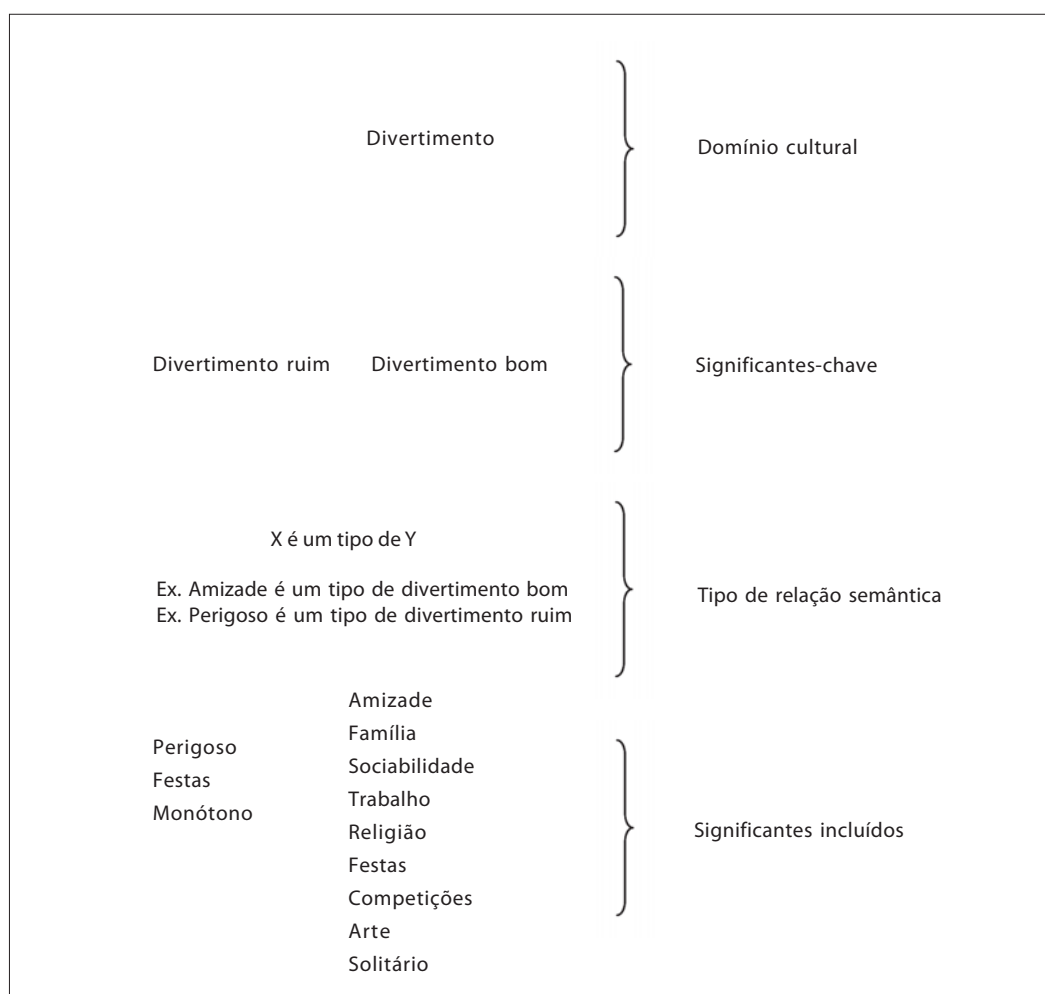 Divertimento
Domínio cultural
Divertimento ruim Divertimento bom
Significantes-chave
X é um tipo de Y
Ex. Amizade é um tipo de divertimento bom
Ex. Perigoso é um tipo de divertimento ruim
Tipo de relação semântica
Perigoso
Festas
Monótono
Amizade
Família
Sociabilidade
Trabalho
Religião
Festas
Competições
Arte
Solitário
Significantes incluídos